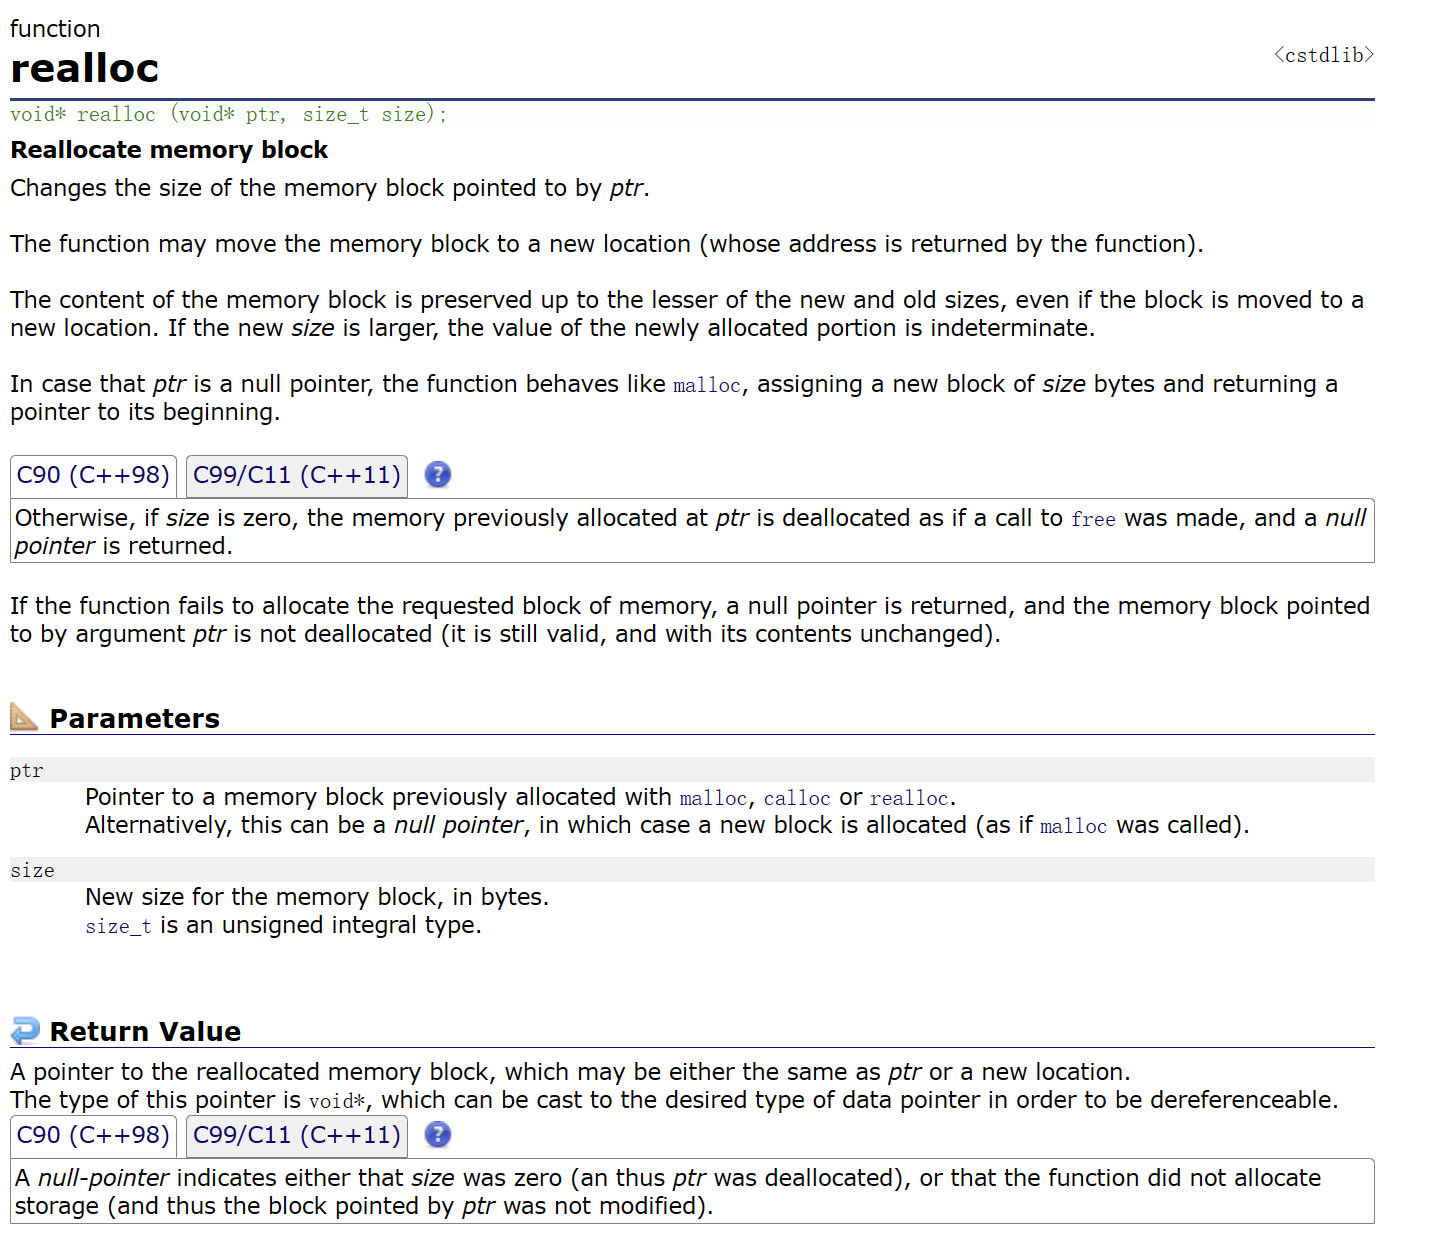 function
realloc
<cstdlib>
void* realloc (void* ptr, size_t size);
Reallocate memory block
Changes the size of the memory block pointed to by ptr.
The function may move the memory block to a new location (whose address is returned by the function).
The content of the memory block is preserved up to the lesser of the new and old sizes, even if the block is moved to a
new location. If the new size is larger, the value of the newly allocated portion is indeterminate.
In case that ptr is a null pointer, the function behaves like malloc, assigning a new block of size bytes and returning a
pointer to its beginning.
C90 (C++98) C99/C11 (C++11) ?
Otherwise, if size is zero, the memory previously allocated at ptr is deallocated as if a call to free was made, and a null
pointer is returned.
If the function fails to allocate the requested block of memory, a null pointer is returned, and the memory block pointed
to by argument ptr is not deallocated (it is still valid, and with its contents unchanged).
Parameters
ptr
Pointer to a memory block previously allocated with malloc, calloc or realloc.
Alternatively, this can be a null pointer, in which case a new block is allocated (as if malloc was called).
size
New size for the memory block, in bytes.
size_t is an unsigned integral type.
Return Value
A pointer to the reallocated memory block, which may be either the same as ptr or a new location.
The type of this pointer is void*, which can be cast to the desired type of data pointer in order to be dereferenceable.
C90 (C++98) C99/C11 (C++11) ?
A null-pointer indicates either that size was zero (an thus ptr was deallocated), or that the function did not allocate
storage (and thus the block pointed by ptr was not modified).